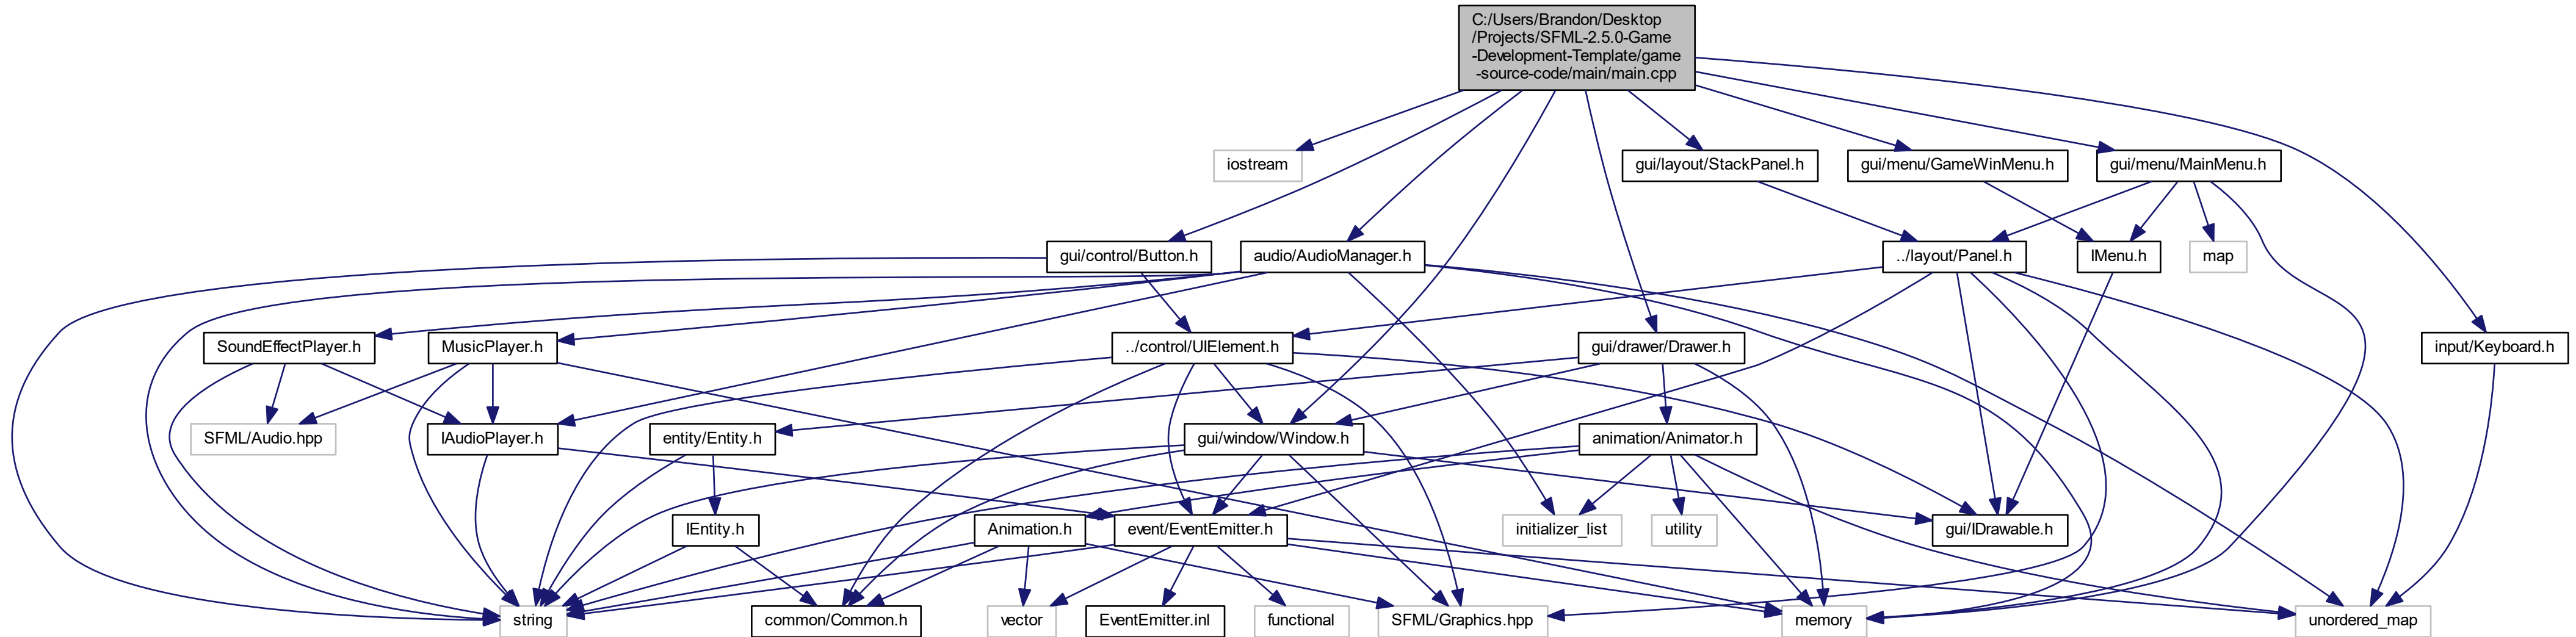 C:/Users/Brandon/Desktop
/Projects/SFML-2.5.0-Game
-Development-Template/game
-source-code/main/main.cpp
iostream
gui/layout/StackPanel.h
gui/menu/GameWinMenu.h
gui/menu/MainMenu.h
gui/control/Button.h
audio/AudioManager.h
../layout/Panel.h
IMenu.h
map
SoundEffectPlayer.h
MusicPlayer.h
../control/UIElement.h
gui/drawer/Drawer.h
input/Keyboard.h
SFML/Audio.hpp
IAudioPlayer.h
entity/Entity.h
gui/window/Window.h
animation/Animator.h
IEntity.h
Animation.h
event/EventEmitter.h
initializer_list
utility
gui/IDrawable.h
string
common/Common.h
vector
EventEmitter.inl
functional
SFML/Graphics.hpp
memory
unordered_map